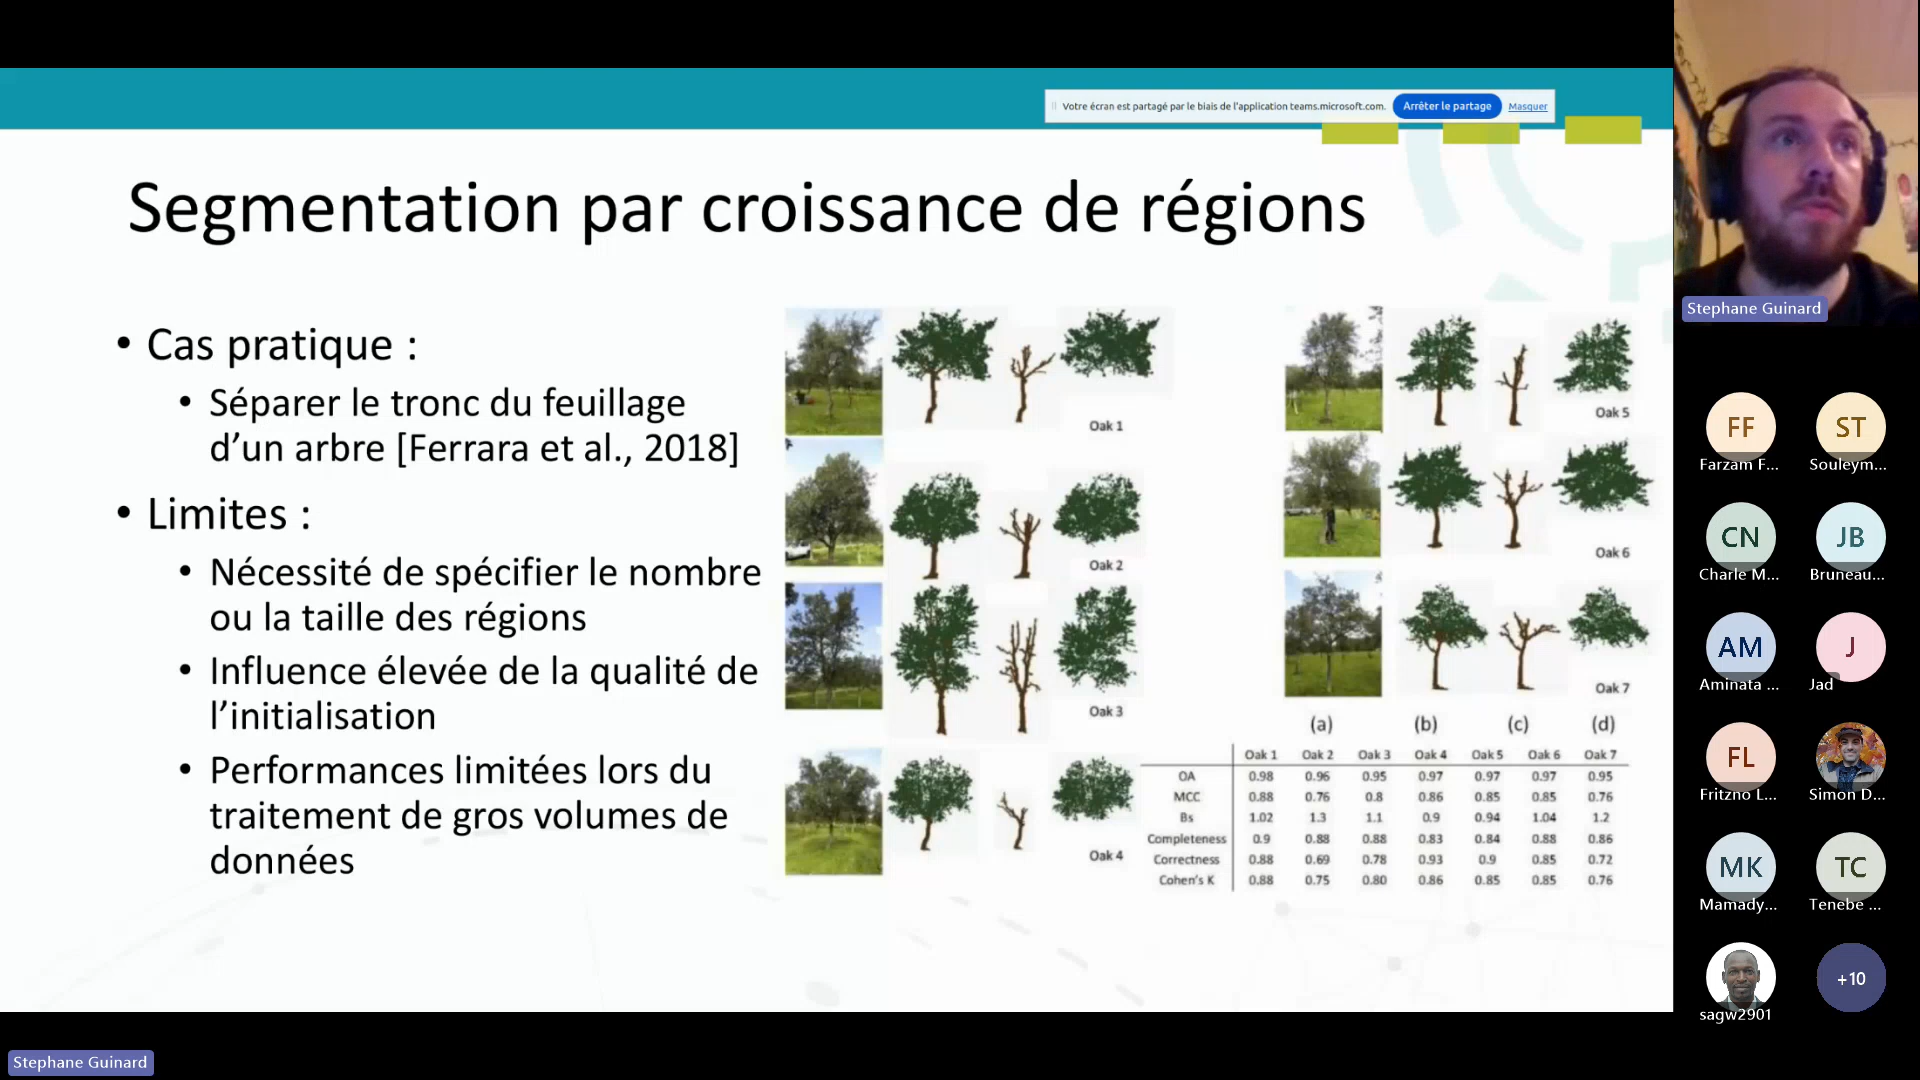 Votre écran est partagé par le biais de l'application teams.microsoft.com. Arrêter le partage Masquer
Segmentation par croissance de régions
• Cas pratique :
• Séparer le tronc du feuillage
d'un arbre [Ferrara et al., 2018]
• Limites :
• Nécessité de spécifier le nombre
ou la taille des régions
• Influence élevée de la qualité de
l'initialisation
• Performances limitées lors du
traitement de gros volumes de
données
Oak 1
Oak 2
Oak 3
Oak 4
Oak 5
Oak 6
Oak 7
(a) (b) (c) (d)
Oak 1 Oak 2 Oak 3 Oak 4 Oak 5 Oak 6 Oak 7
OA 0.98 0.96 0.95 0.97 0.97 0.97 0.95
MCC 0.88 0.76 0.8 0.86 0.85 0.85 0.76
Bs 1.02 1.3 1.1 0.9 0.94 1.04 1.2
Completeness 0.9 0.88 0.88 0.83 0.84 0.88 0.86
Correctness 0.88 0.69 0.78 0.93 0.9 0.85 0.72
Cohen's K 0.88 0.75 0.80 0.86 0.85 0.85 0.76
Stephane Guinard
FF ST
Farzam F... Souleym...
CN JB
Charle M... Bruneau...
AM J
Aminata ... Jad
FL
Fritzno L... Simon D...
MK TC
Mamady... Tenebe ...
+10
sagw2901
Stephane Guinard